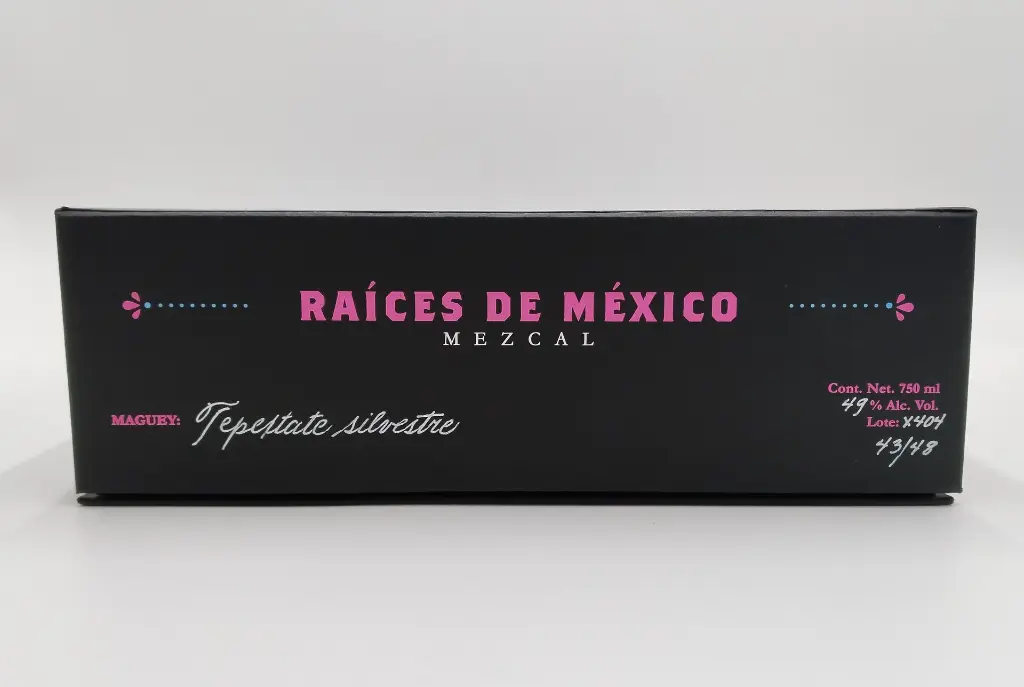 RAÍCES DE MÉXICO
MEZCAL
MAGUEY: Tepextate silvestre
Cont. Net. 750 ml
49% Alc. Vol.
Lote: X404
43/48